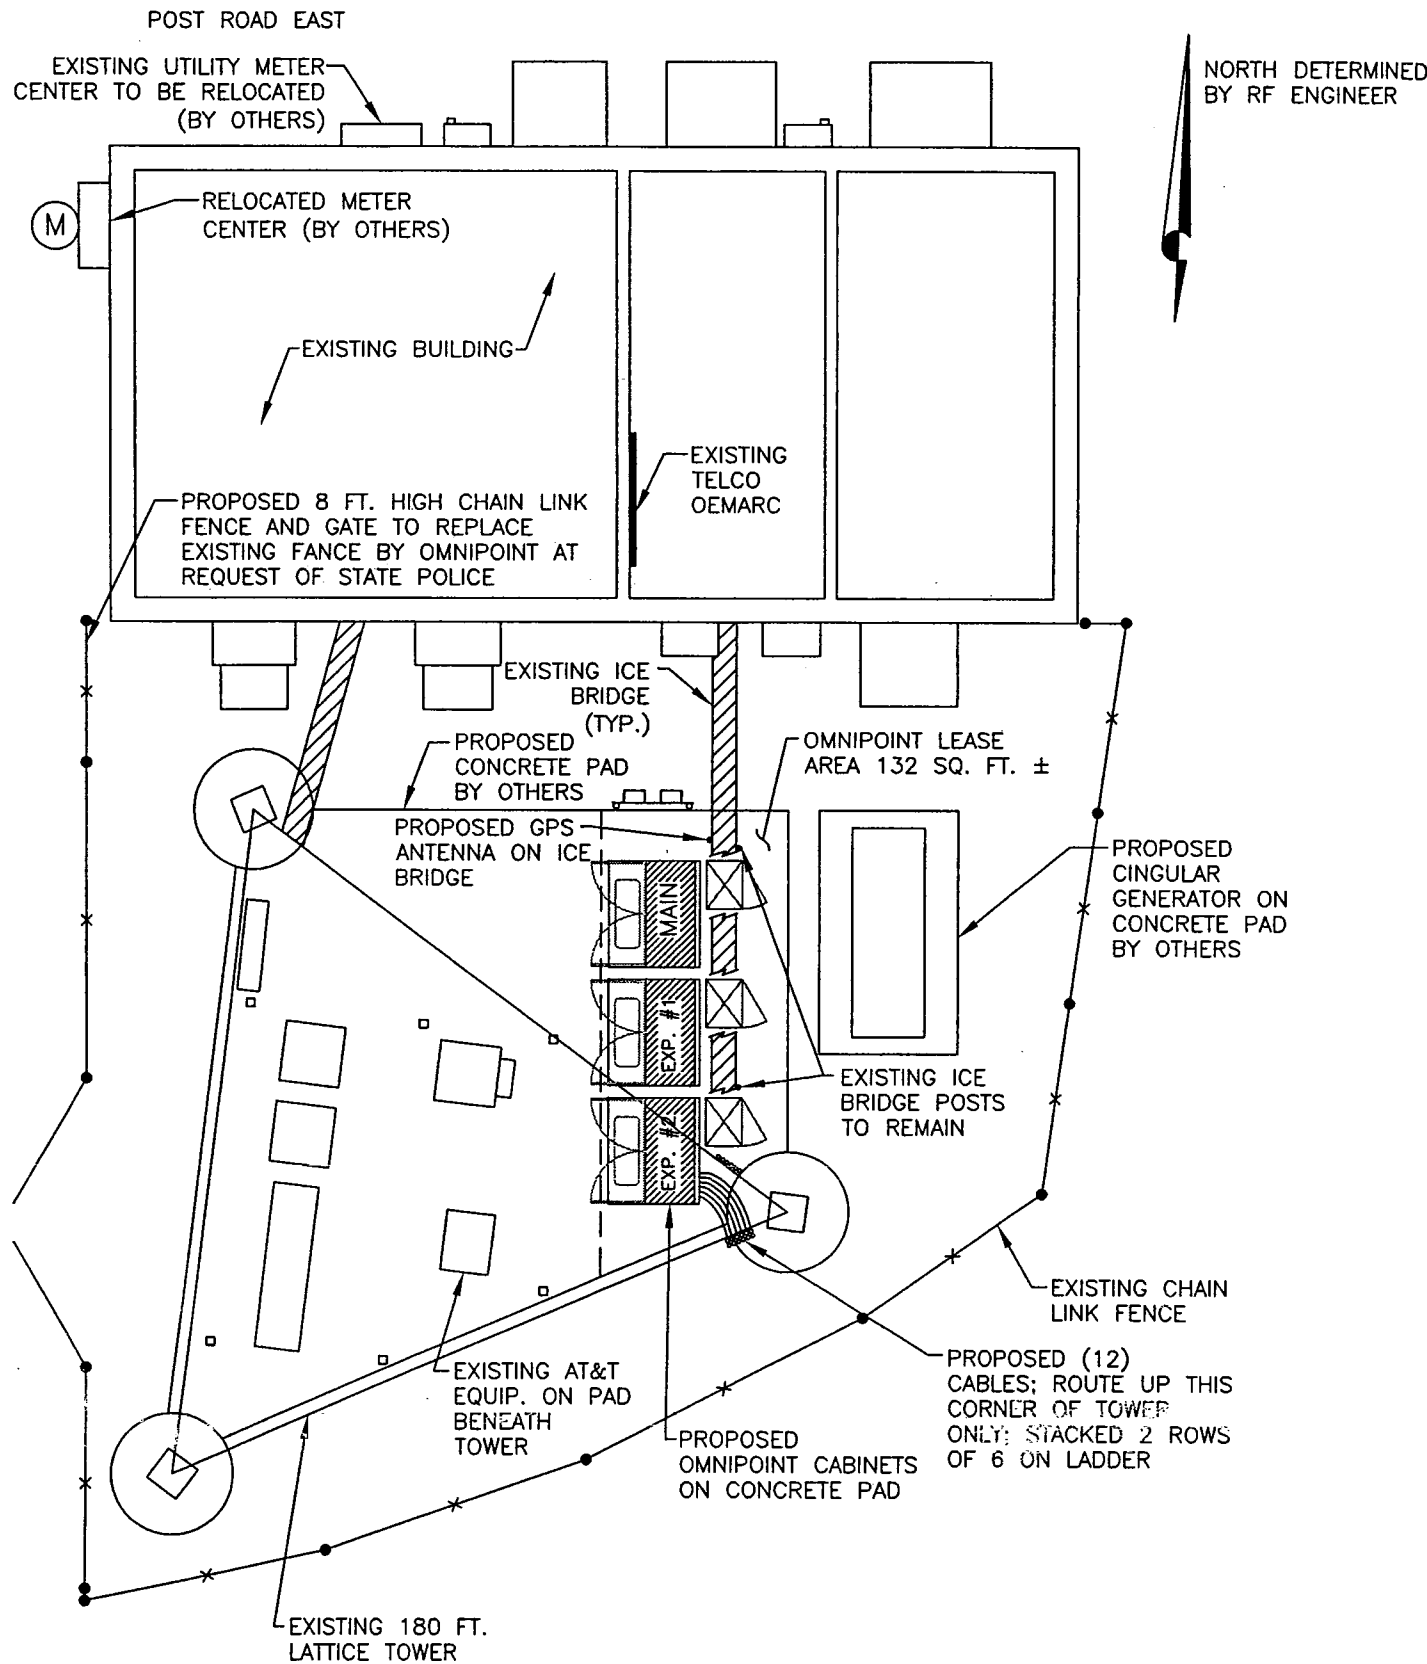 POST ROAD EAST
EXISTING UTILITY METER
CENTER TO BE RELOCATED
(BY OTHERS)
NORTH DETERMINED
BY RF ENGINEER
M
RELOCATED METER
CENTER (BY OTHERS)
EXISTING BUILDING
EXISTING
TELCO
OEMARC
PROPOSED 8 FT. HIGH CHAIN LINK
FENCE AND GATE TO REPLACE
EXISTING FANCE BY OMNIPOINT AT
REQUEST OF STATE POLICE
EXISTING ICE
BRIDGE
(TYP.)
PROPOSED
CONCRETE PAD
BY OTHERS
OMNIPOINT LEASE
AREA 132 SQ. FT. ±
PROPOSED GPS
ANTENNA ON ICE
BRIDGE
PROPOSED
CINGULAR
GENERATOR ON
CONCRETE PAD
BY OTHERS
MAIN
EXP. #1
EXP. #2
EXISTING ICE
BRIDGE POSTS
TO REMAIN
EXISTING CHAIN
LINK FENCE
PROPOSED (12)
CABLES; ROUTE UP THIS
CORNER OF TOWER
ONLY; STACKED 2 ROWS
OF 6 ON LADDER
EXISTING AT&T
EQUIP. ON PAD
BENEATH
TOWER
PROPOSED
OMNIPOINT CABINETS
ON CONCRETE PAD
EXISTING 180 FT.
LATTICE TOWER